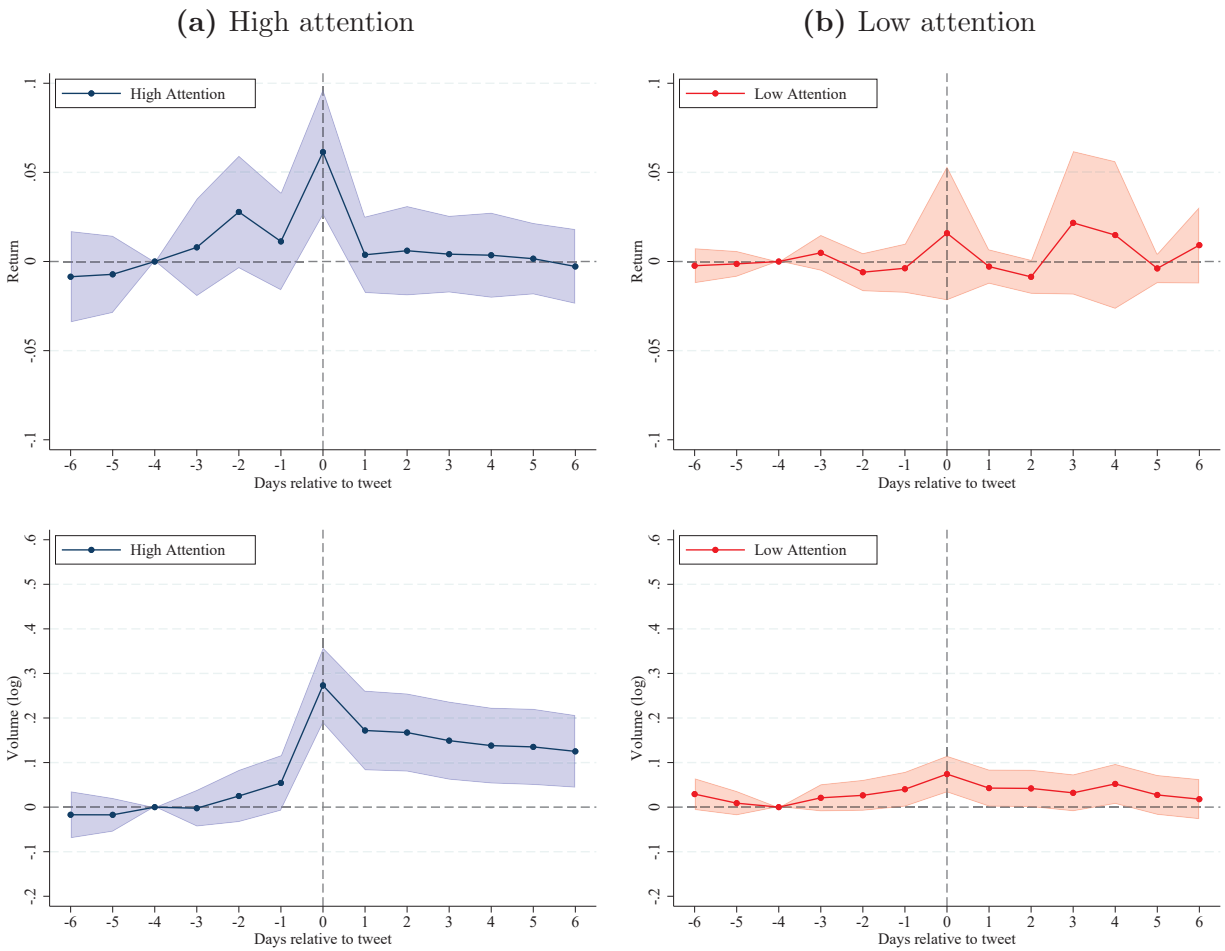 (a) High attention
(b) Low attention
High Attention
.1
.05
0
-.05
-.1
Return
-6 -5 -4 -3 -2 -1 0 1 2 3 4 5 6
Days relative to tweet
Low Attention
.1
.05
0
-.05
-.1
Return
-6 -5 -4 -3 -2 -1 0 1 2 3 4 5 6
Days relative to tweet
High Attention
.6
.5
.4
.3
.2
.1
0
-.1
-.2
Volume (log)
-6 -5 -4 -3 -2 -1 0 1 2 3 4 5 6
Days relative to tweet
Low Attention
.6
.5
.4
.3
.2
.1
0
-.1
-.2
Volume (log)
-6 -5 -4 -3 -2 -1 0 1 2 3 4 5 6
Days relative to tweet